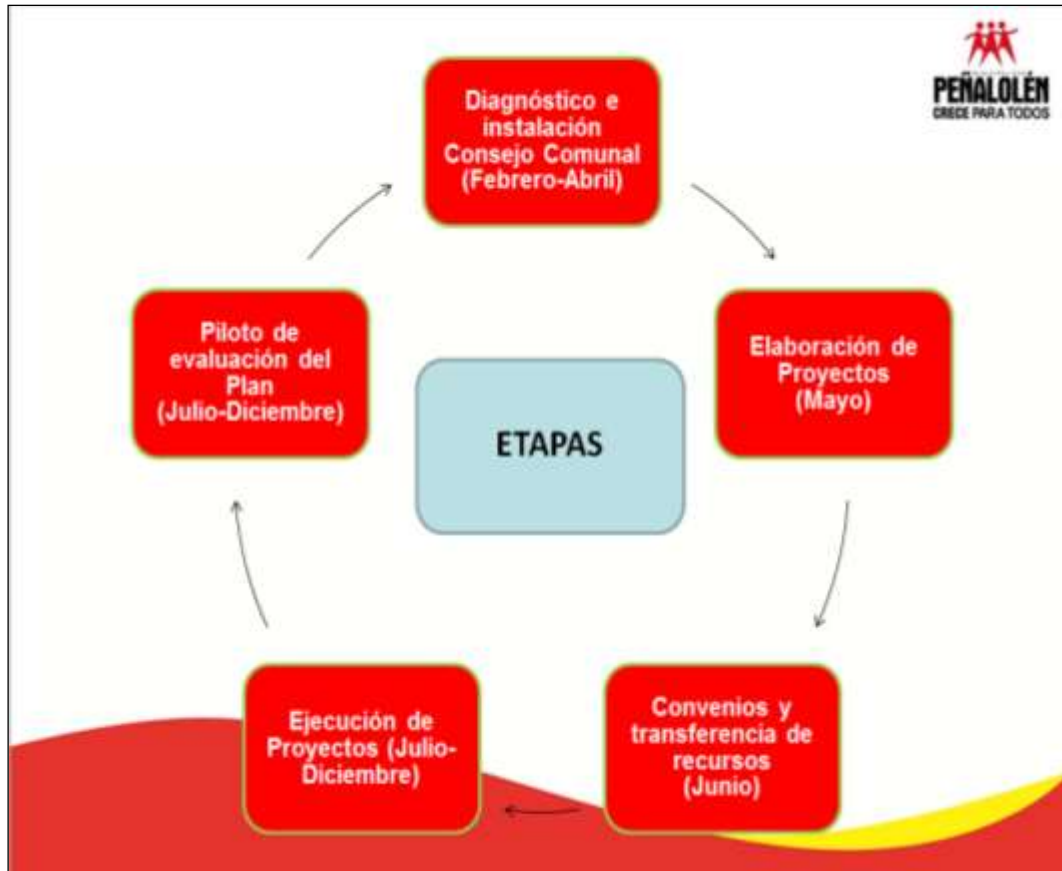 PEÑALOLÉN
CRECE PARA TODOS
Diagnóstico e
instalación
Consejo Comunal
(Febrero-Abril)
Elaboración de
Proyectos
(Mayo)
Convenios y
transferencia de
recursos
(Junio)
Ejecución de
Proyectos (Julio-
Diciembre)
Piloto de
evaluación del
Plan
(Julio-Diciembre)
ETAPAS